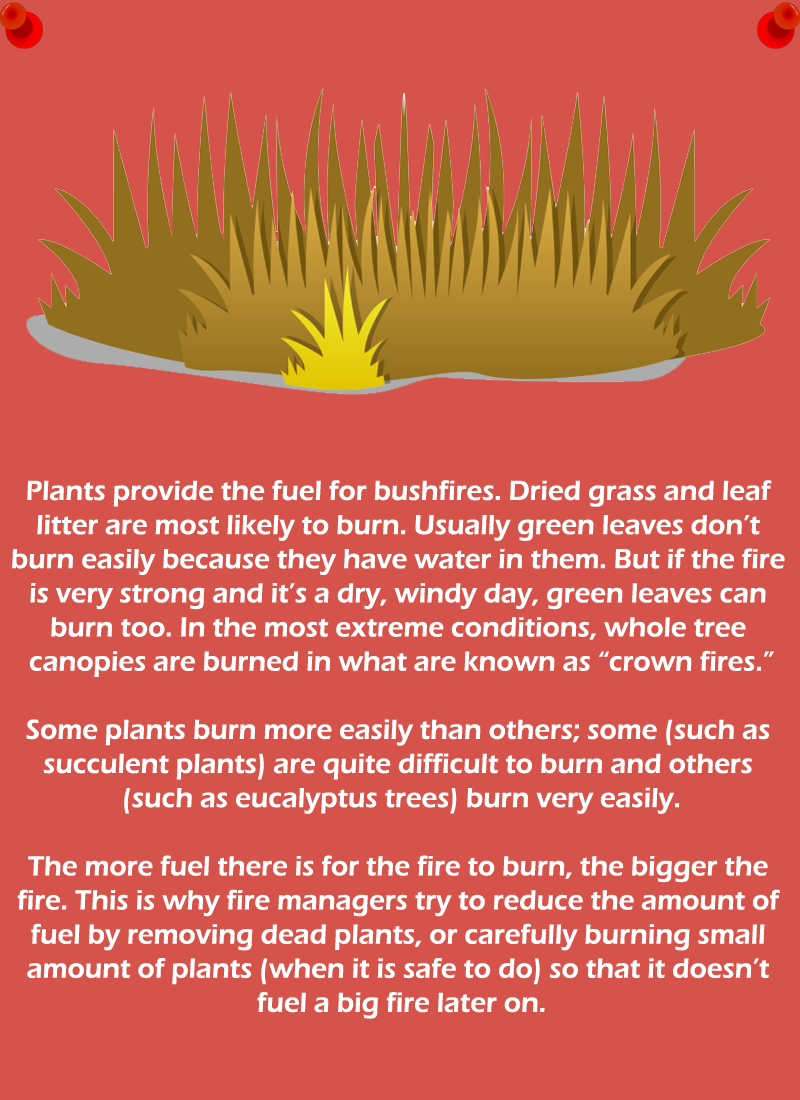 Plants provide the fuel for bushfires. Dried grass and leaf
litter are most likely to burn. Usually green leaves don’t
burn easily because they have water in them. But if the fire
is very strong and it’s a dry, windy day, green leaves can
burn too. In the most extreme conditions, whole tree
canopies are burned in what are known as “crown fires.”
Some plants burn more easily than others; some (such as
succulent plants) are quite difficult to burn and others
(such as eucalyptus trees) burn very easily.
The more fuel there is for the fire to burn, the bigger the
fire. This is why fire managers try to reduce the amount of
fuel by removing dead plants, or carefully burning small
amount of plants (when it is safe to do) so that it doesn’t
fuel a big fire later on.